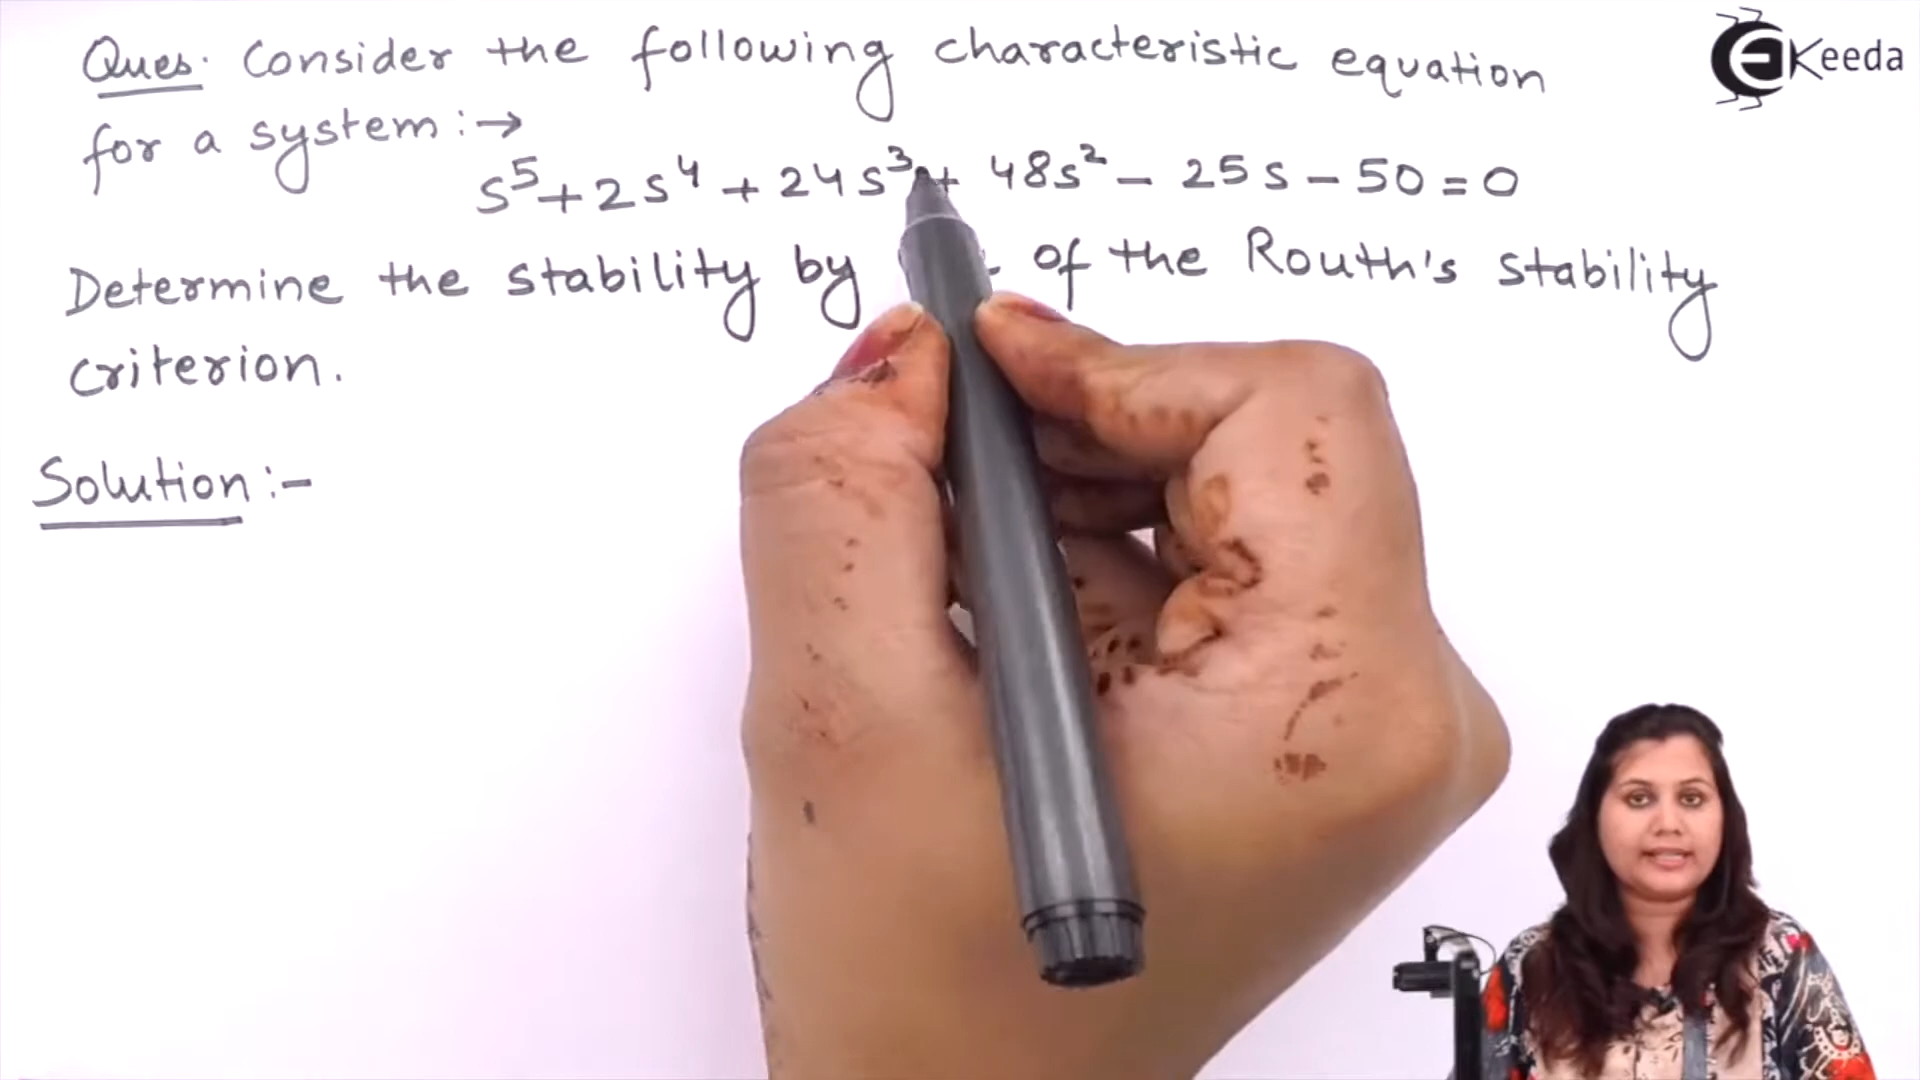 Ques. Consider the following characteristic equation
for a system:→
s⁵+2s⁴ + 24s³ + 48s² - 25s - 50 = 0
Determine the stability by of the Routh's stability
criterion.
Solution :-
EKeeda